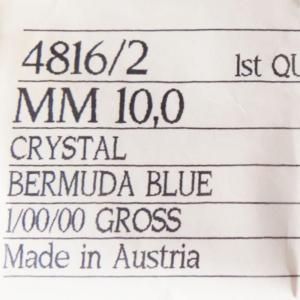 4816/2 1st QU
MM 10,0
CRYSTAL
BERMUDA BLUE
1/00/00 GROSS
Made in Austria